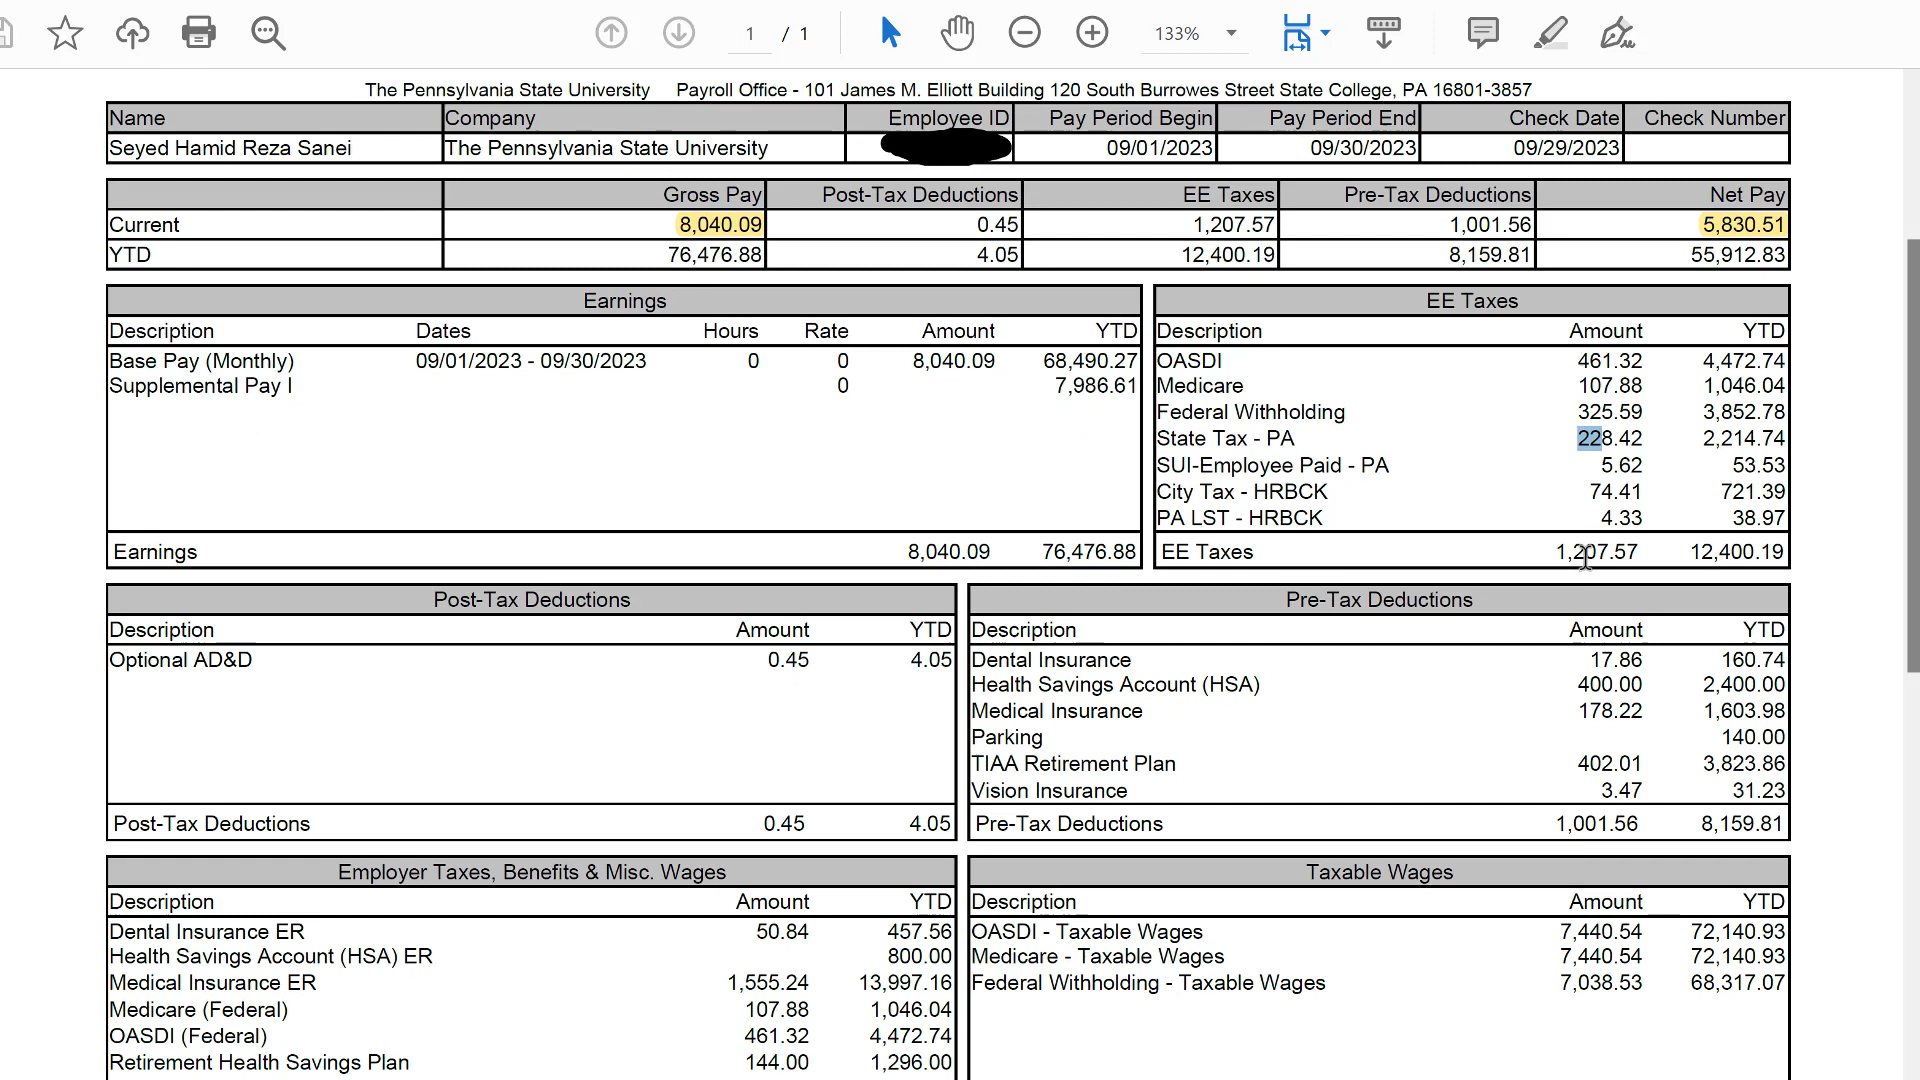 1 / 1 133%
The Pennsylvania State University Payroll Office - 101 James M. Elliott Building 120 South Burrowes Street State College, PA 16801-3857
Name Company Employee ID Pay Period Begin Pay Period End Check Date Check Number
Seyed Hamid Reza Sanei The Pennsylvania State University 09/01/2023 09/30/2023 09/29/2023
Gross Pay Post-Tax Deductions EE Taxes Pre-Tax Deductions Net Pay
Current 8,040.09 0.45 1,207.57 1,001.56 5,830.51
YTD 76,476.88 4.05 12,400.19 8,159.81 55,912.83
Earnings
Description Dates Hours Rate Amount YTD
Base Pay (Monthly) 09/01/2023 - 09/30/2023 0 0 8,040.09 68,490.27
Supplemental Pay I 0 7,986.61
Earnings 8,040.09 76,476.88
EE Taxes
Description Amount YTD
OASDI 461.32 4,472.74
Medicare 107.88 1,046.04
Federal Withholding 325.59 3,852.78
State Tax - PA 228.42 2,214.74
SUI-Employee Paid - PA 5.62 53.53
City Tax - HRBCK 74.41 721.39
PA LST - HRBCK 4.33 38.97
EE Taxes 1,207.57 12,400.19
Post-Tax Deductions
Description Amount YTD
Optional AD&D 0.45 4.05
Post-Tax Deductions 0.45 4.05
Pre-Tax Deductions
Description Amount YTD
Dental Insurance 17.86 160.74
Health Savings Account (HSA) 400.00 2,400.00
Medical Insurance 178.22 1,603.98
Parking 140.00
TIAA Retirement Plan 402.01 3,823.86
Vision Insurance 3.47 31.23
Pre-Tax Deductions 1,001.56 8,159.81
Employer Taxes, Benefits & Misc. Wages
Description Amount YTD
Dental Insurance ER 50.84 457.56
Health Savings Account (HSA) ER 800.00
Medical Insurance ER 1,555.24 13,997.16
Medicare (Federal) 107.88 1,046.04
OASDI (Federal) 461.32 4,472.74
Retirement Health Savings Plan 144.00 1,296.00
Taxable Wages
Description Amount YTD
OASDI - Taxable Wages 7,440.54 72,140.93
Medicare - Taxable Wages 7,440.54 72,140.93
Federal Withholding - Taxable Wages 7,038.53 68,317.07